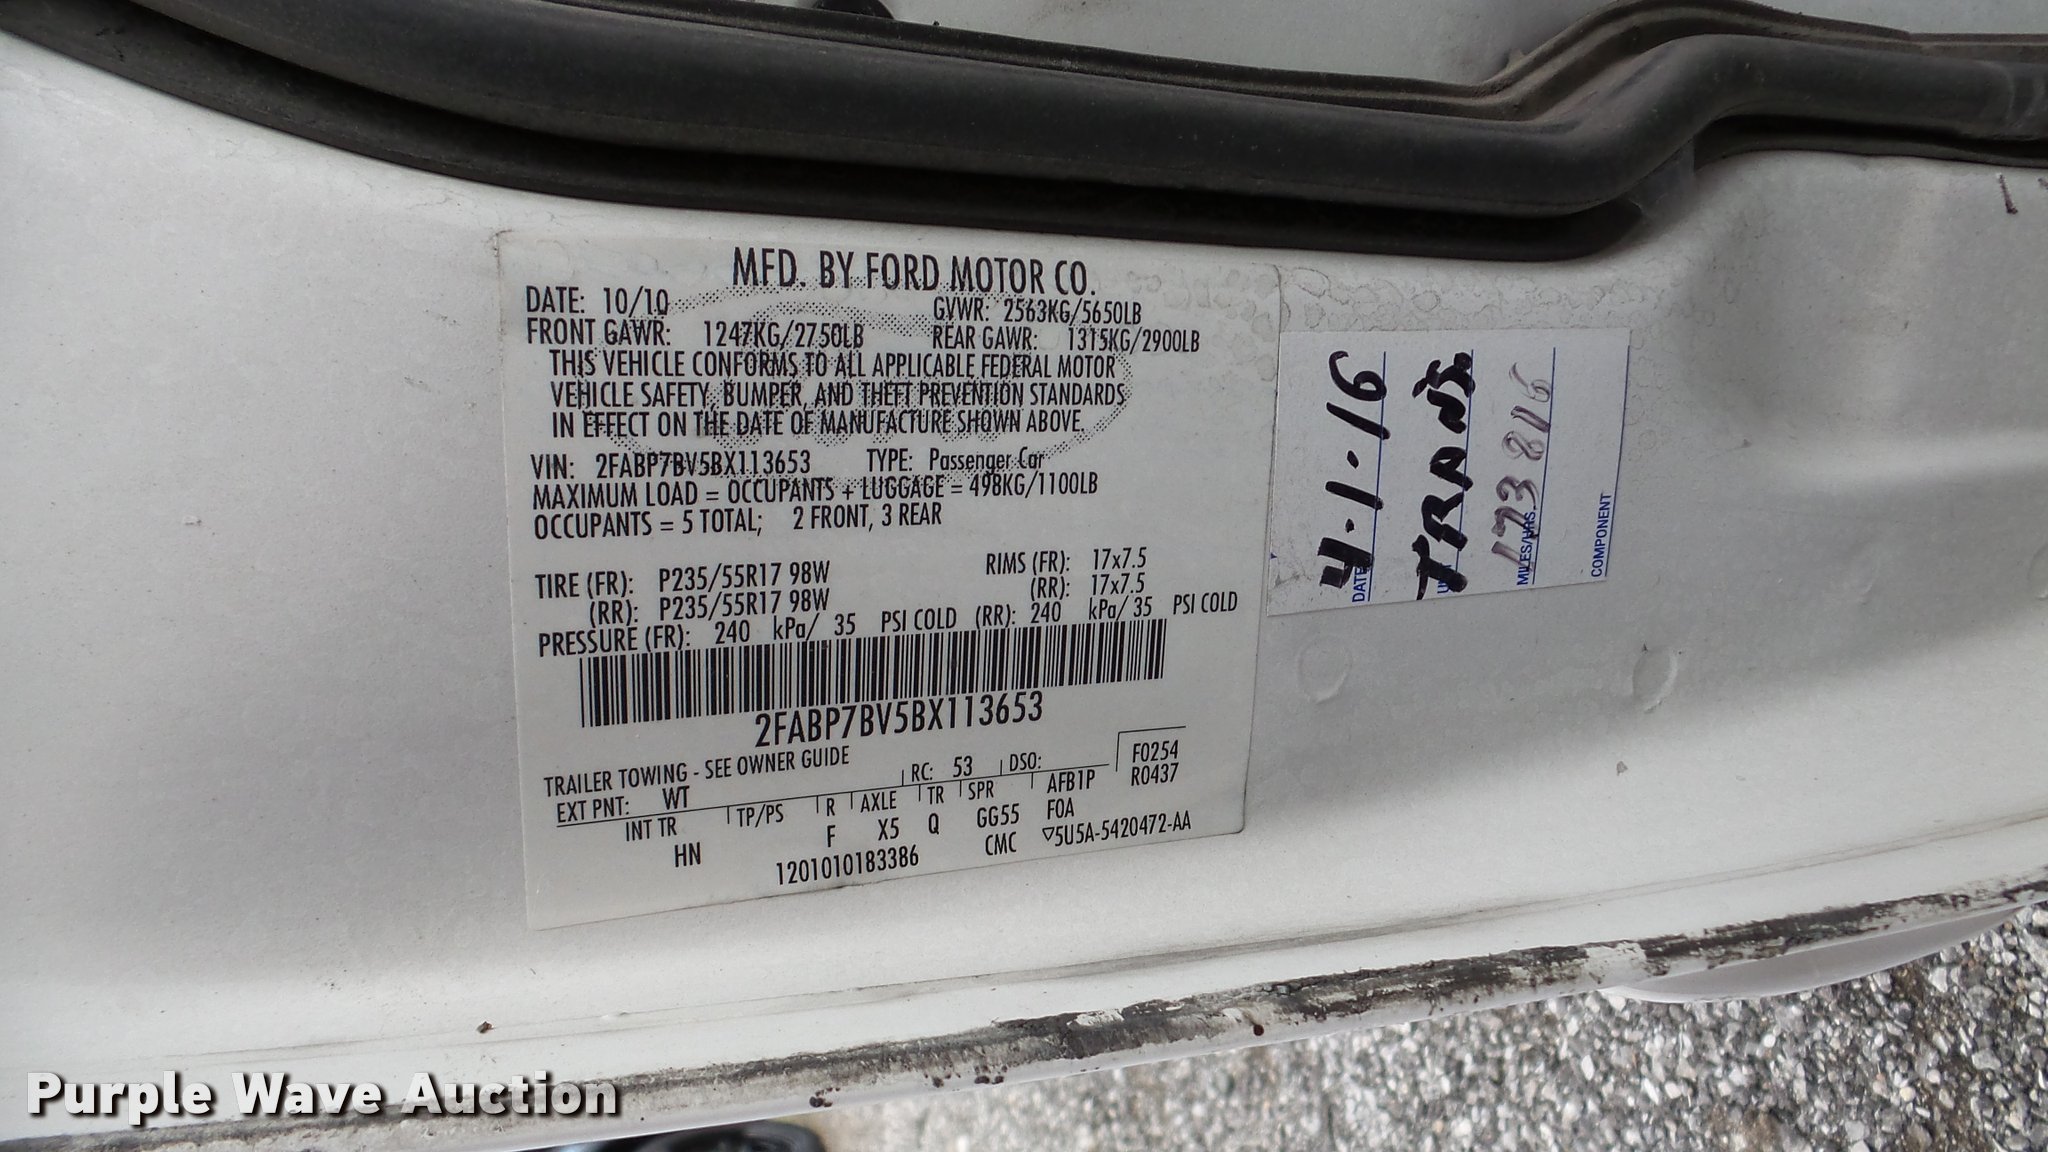 MFD. BY FORD MOTOR CO.
DATE: 10/10 GVWR: 2563KG/5650LB
FRONT GAWR: 1247KG/2750LB REAR GAWR: 1315KG/2900LB
THIS VEHICLE CONFORMS TO ALL APPLICABLE FEDERAL MOTOR
VEHICLE SAFETY, BUMPER, AND THEFT PREVENTION STANDARDS
IN EFFECT ON THE DATE OF MANUFACTURE SHOWN ABOVE.
VIN: 2FABP7BV5BX113653 TYPE: Passenger Car
MAXIMUM LOAD = OCCUPANTS + LUGGAGE = 498KG/1100LB
OCCUPANTS = 5 TOTAL; 2 FRONT, 3 REAR
TIRE (FR): P235/55R17 98W RIMS (FR): 17x7.5
(RR): P235/55R17 98W (RR): 17x7.5
PRESSURE (FR): 240 kPa/ 35 PSI COLD (RR): 240 kPa/ 35 PSI COLD
2FABP7BV5BX113653
TRAILER TOWING - SEE OWNER GUIDE
EXT PNT: WT RC: 53 DSO: F0254
INT TR TP/PS R AXLE TR SPR AFB1P R0437
HN F X5 Q GG55 FOA
1201010183386 CMC ▽5U5A-5420472-AA
DATE 4-1-16
TRANS.
MILES/HRS. 173816
COMPONENT
Purple Wave Auction